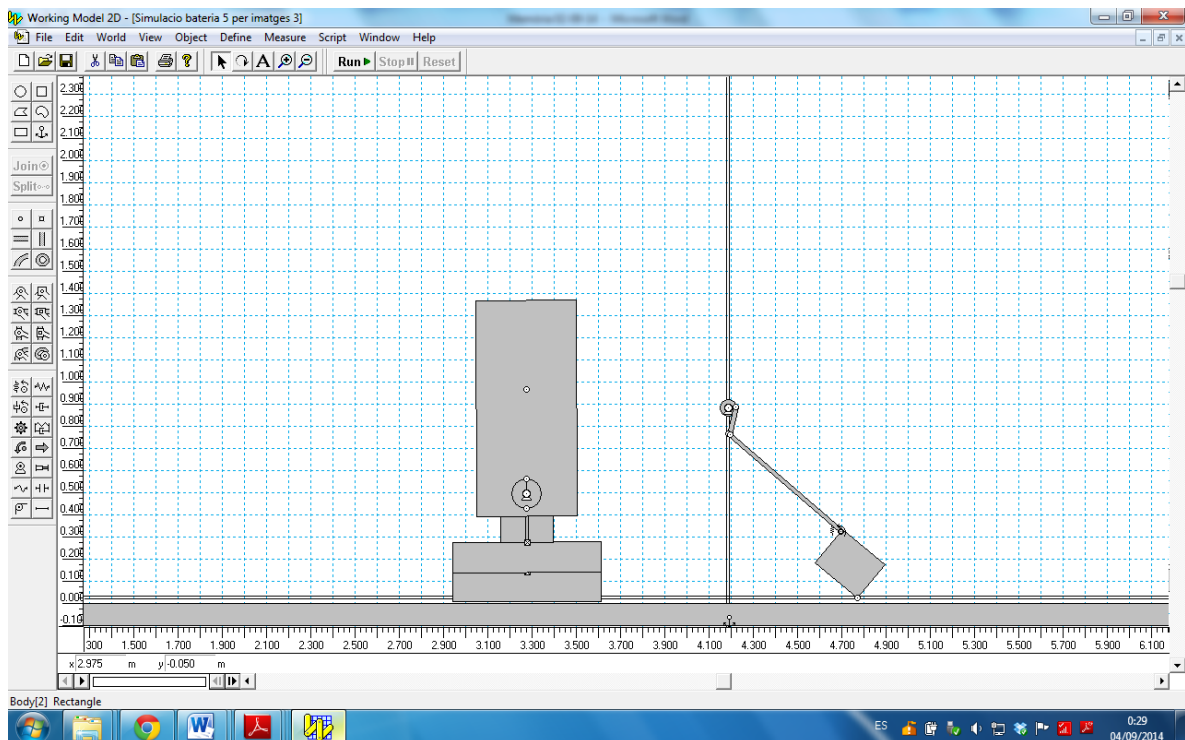 Working Model 2D - [Simulacio bateria 5 per imatges 3]
File Edit World View Object Define Measure Script Window Help
A Run Stop Reset
Join
Split
2.300
2.200
2.100
2.000
1.900
1.800
1.700
1.600
1.500
1.400
1.300
1.200
1.100
1.000
0.900
0.800
0.700
0.600
0.500
0.400
0.300
0.200
0.100
0.000
-0.10
300 1.500 1.700 1.900 2.100 2.300 2.500 2.700 2.900 3.100 3.300 3.500 3.700 3.900 4.100 4.300 4.500 4.700 4.900 5.100 5.300 5.500 5.700 5.900 6.100
x 2.975 m y -0.050 m
Body[2] Rectangle
ES 0:29
04/09/2014